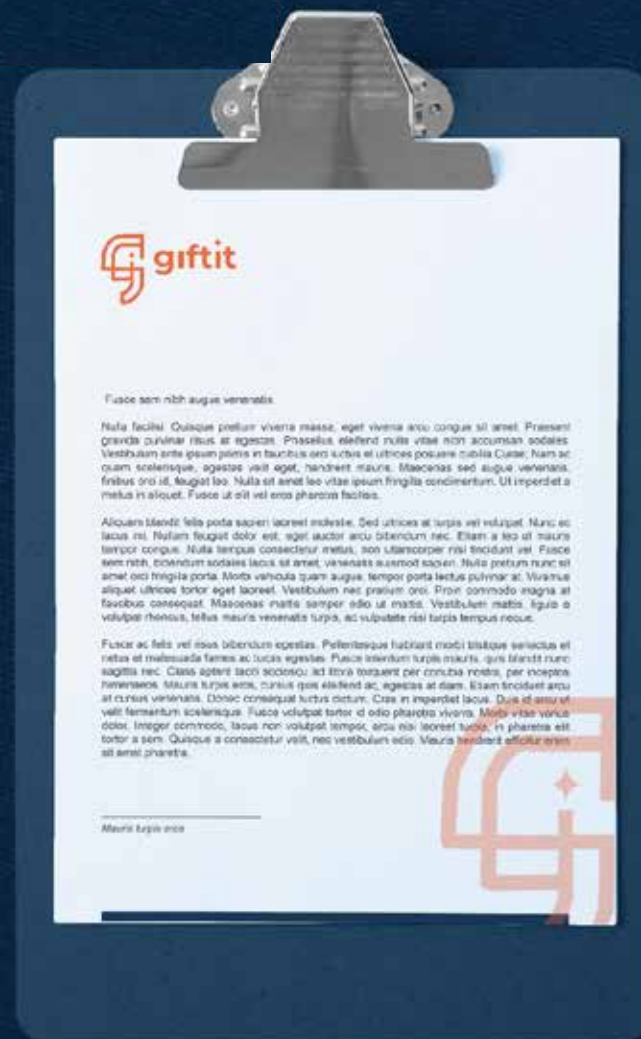 giftit
Fusce sem nibh augue venenatis.
Nulla facilisi. Quisque pretium viverra massa, eget viverra arcu congue sit amet. Praesent
gravida pulvinar risus at egestas. Phasellus eleifend nulla vitae nibh accumsan sodales.
Vestibulum ante ipsum primis in faucibus orci luctus et ultrices posuere cubilia Curae; Nam ac
quam scelerisque, egestas velit eget, hendrerit mauris. Maecenas sed augue venenatis,
finibus orci id, feugiat leo. Nulla sit amet leo vitae ipsum fringilla condimentum. Ut imperdiet a
metus in aliquet. Fusce ut elit vel eros pharetra facilisis.
Aliquam blandit felis porta sapien laoreet molestie. Sed ultrices at turpis vel volutpat. Nunc ac
lacus mi. Nullam feugiat dolor est, eget auctor arcu bibendum nec. Etiam a leo ut mauris
tempor congue. Nulla tempus consectetur metus, non ullamcorper nisl tincidunt vel. Fusce
sem nibh, bibendum sodales lacus sit amet, venenatis euismod sapien. Nulla pretium nunc sit
amet orci fringilla porta. Morbi vehicula quam augue, tempor porta lectus pulvinar at. Vivamus
aliquet ultrices tortor eget laoreet. Vestibulum nec pretium orci. Proin commodo magna at
faucibus consequat. Maecenas mattis semper odio ut mattis. Vestibulum mattis, ligula a
volutpat rhoncus, tellus mauris venenatis turpis, ac vulputate nisl turpis tempus neque.
Fusce ac felis vel risus bibendum egestas. Pellentesque habitant morbi tristique senectus et
netus et malesuada fames ac turpis egestas. Fusce interdum turpis mauris, quis blandit nunc
sagittis nec. Class aptent taciti sociosqu ad litora torquent per conubia nostra, per inceptos
himenaeos. Mauris turpis eros, cursus quis eleifend ac, egestas at diam. Etiam tincidunt arcu
at cursus venenatis. Donec consequat luctus dictum. Cras in imperdiet lacus. Duis id arcu ut
velit fermentum scelerisque. Fusce volutpat tortor id odio pharetra viverra. Morbi vitae varius
dolor. Integer commodo, lacus non volutpat tempor, arcu nisi laoreet turpis, in pharetra elit
tortor a sem. Quisque a consectetur velit, nec vestibulum odio. Mauris hendrerit efficitur enim
sit amet pharetra.
Mauris turpis eros